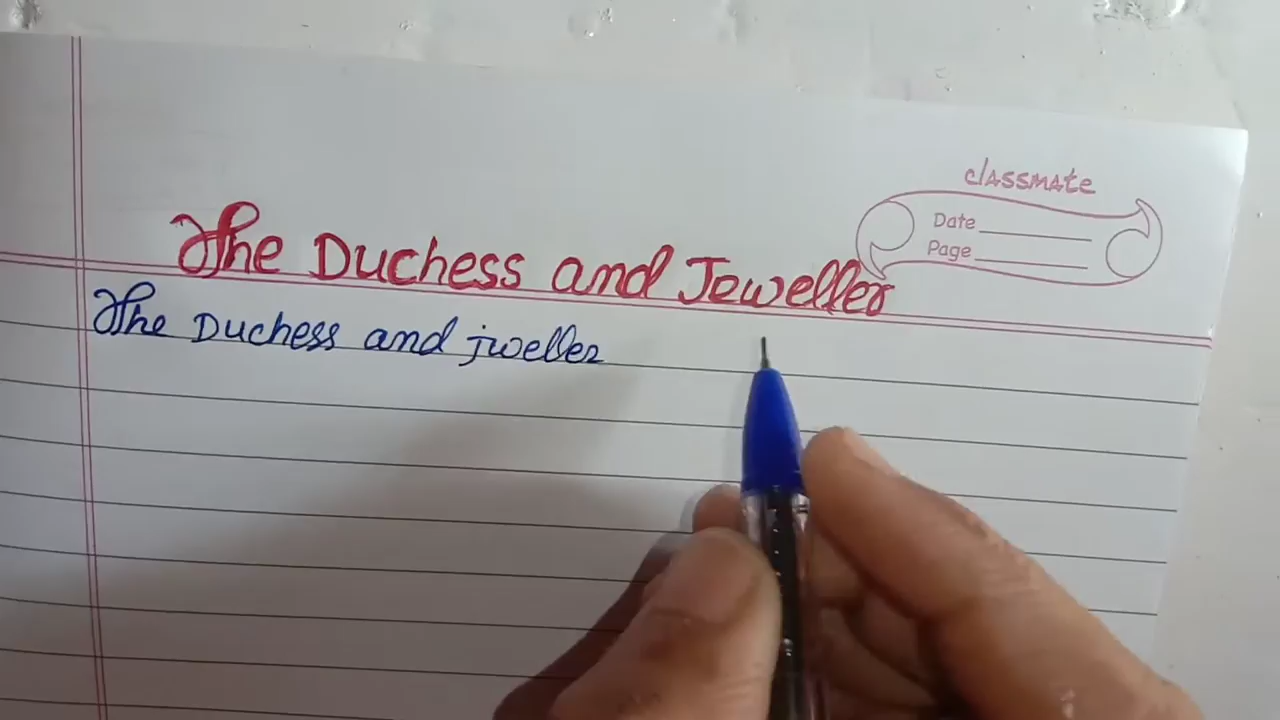 classmate
Date
Page
The Duchess and Jeweller
The Duchess and jweller